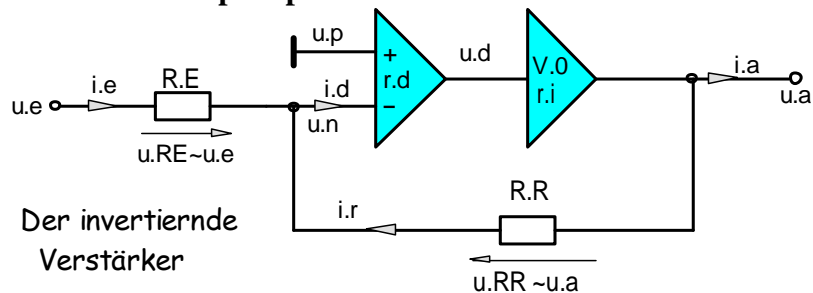 u.p
u.d
i.a
u.a
+
r.d
−
V.0
r.i
i.e
R.E
i.d
u.e
u.n
u.RE~u.e
R.R
i.r
Der invertiernde
Verstärker
u.RR ~u.a